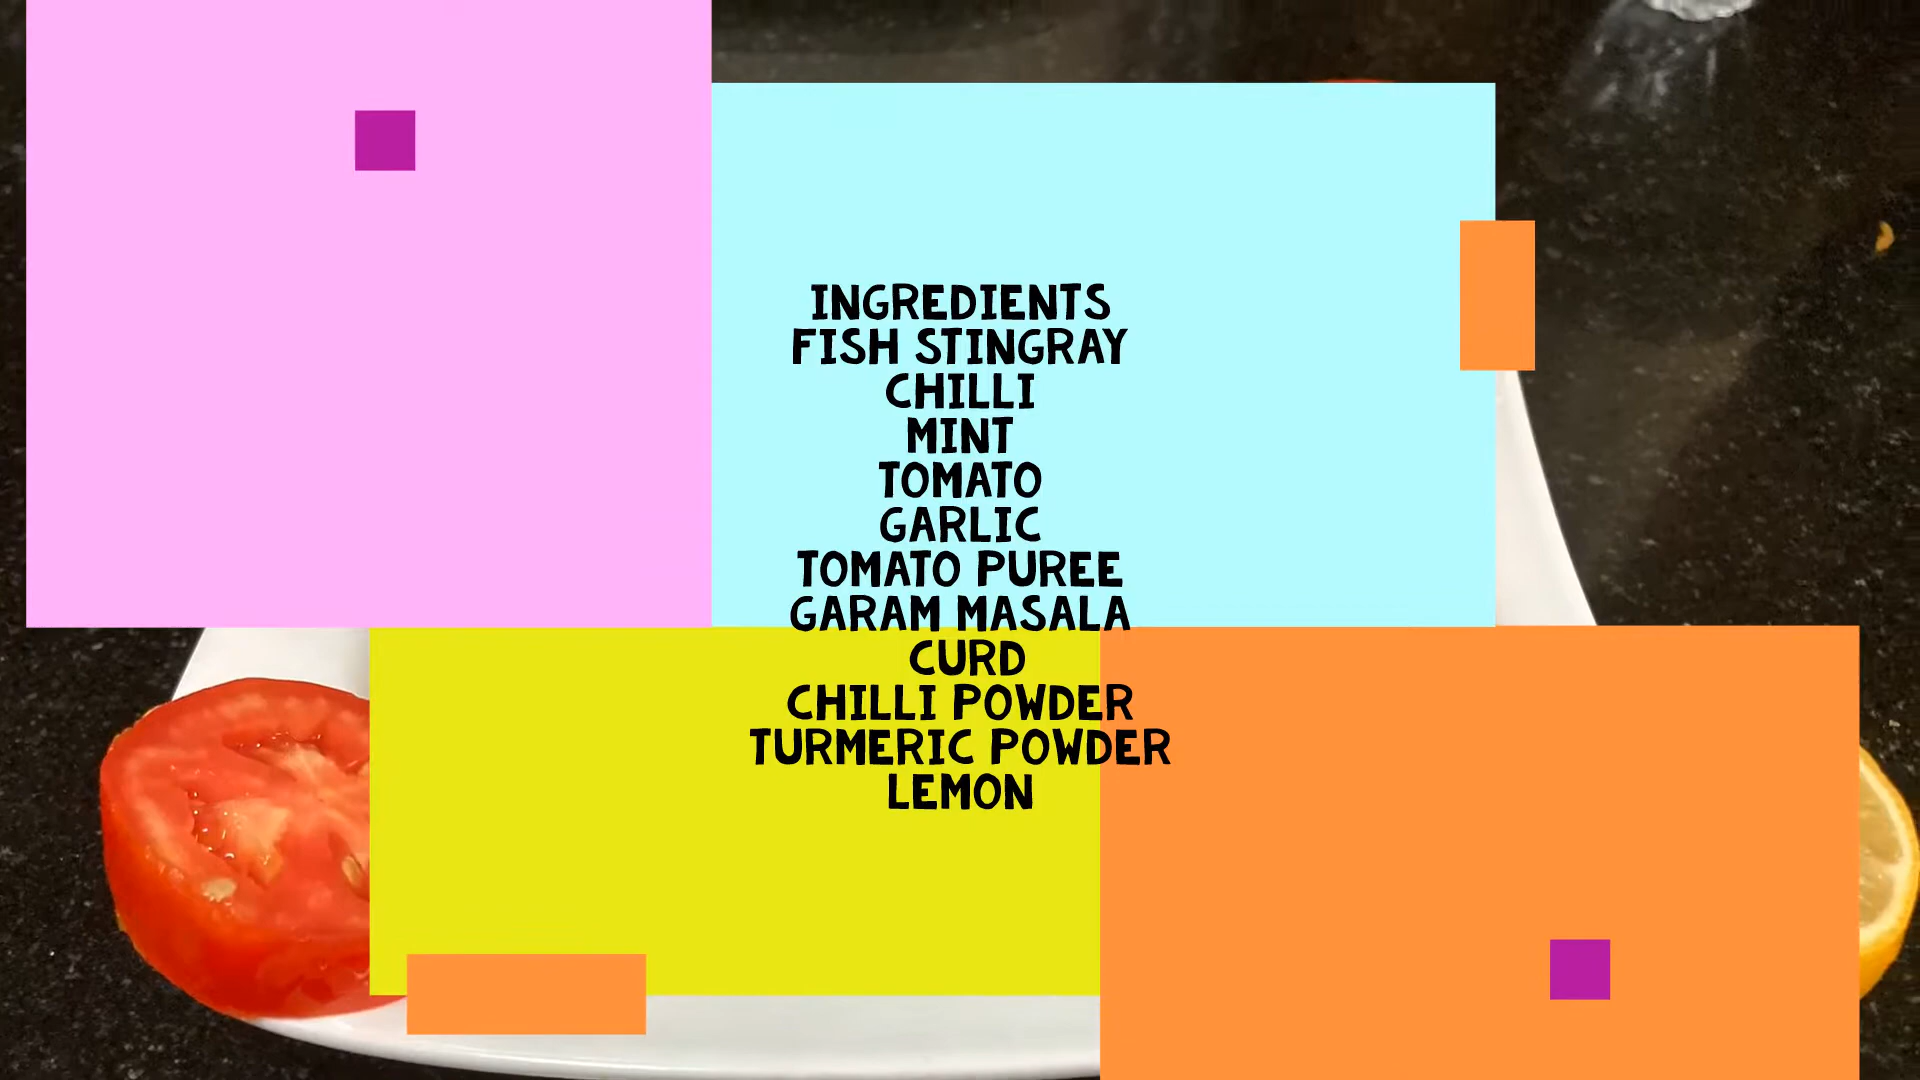 INGREDIENTS
FISH STINGRAY
CHILLI
MINT
TOMATO
GARLIC
TOMATO PUREE
GARAM MASALA
CURD
CHILLI POWDER
TURMERIC POWDER
LEMON